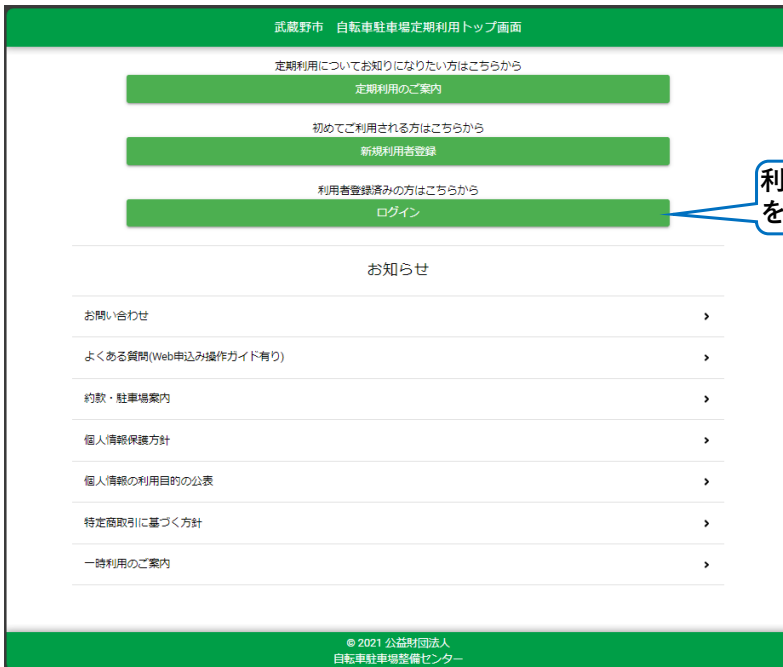 武蔵野市　自転車駐車場定期利用トップ画面
定期利用についてお知りになりたい方はこちらから
定期利用のご案内
初めてご利用される方はこちらから
新規利用者登録
利用者登録済みの方はこちらから
ログイン
利
を
お知らせ
お問い合わせ
よくある質問(Web申込み操作ガイド有り)
約款・駐車場案内
個人情報保護方針
個人情報の利用目的の公表
特定商取引に基づく方針
一時利用のご案内
© 2021 公益財団法人
自転車駐車場整備センター